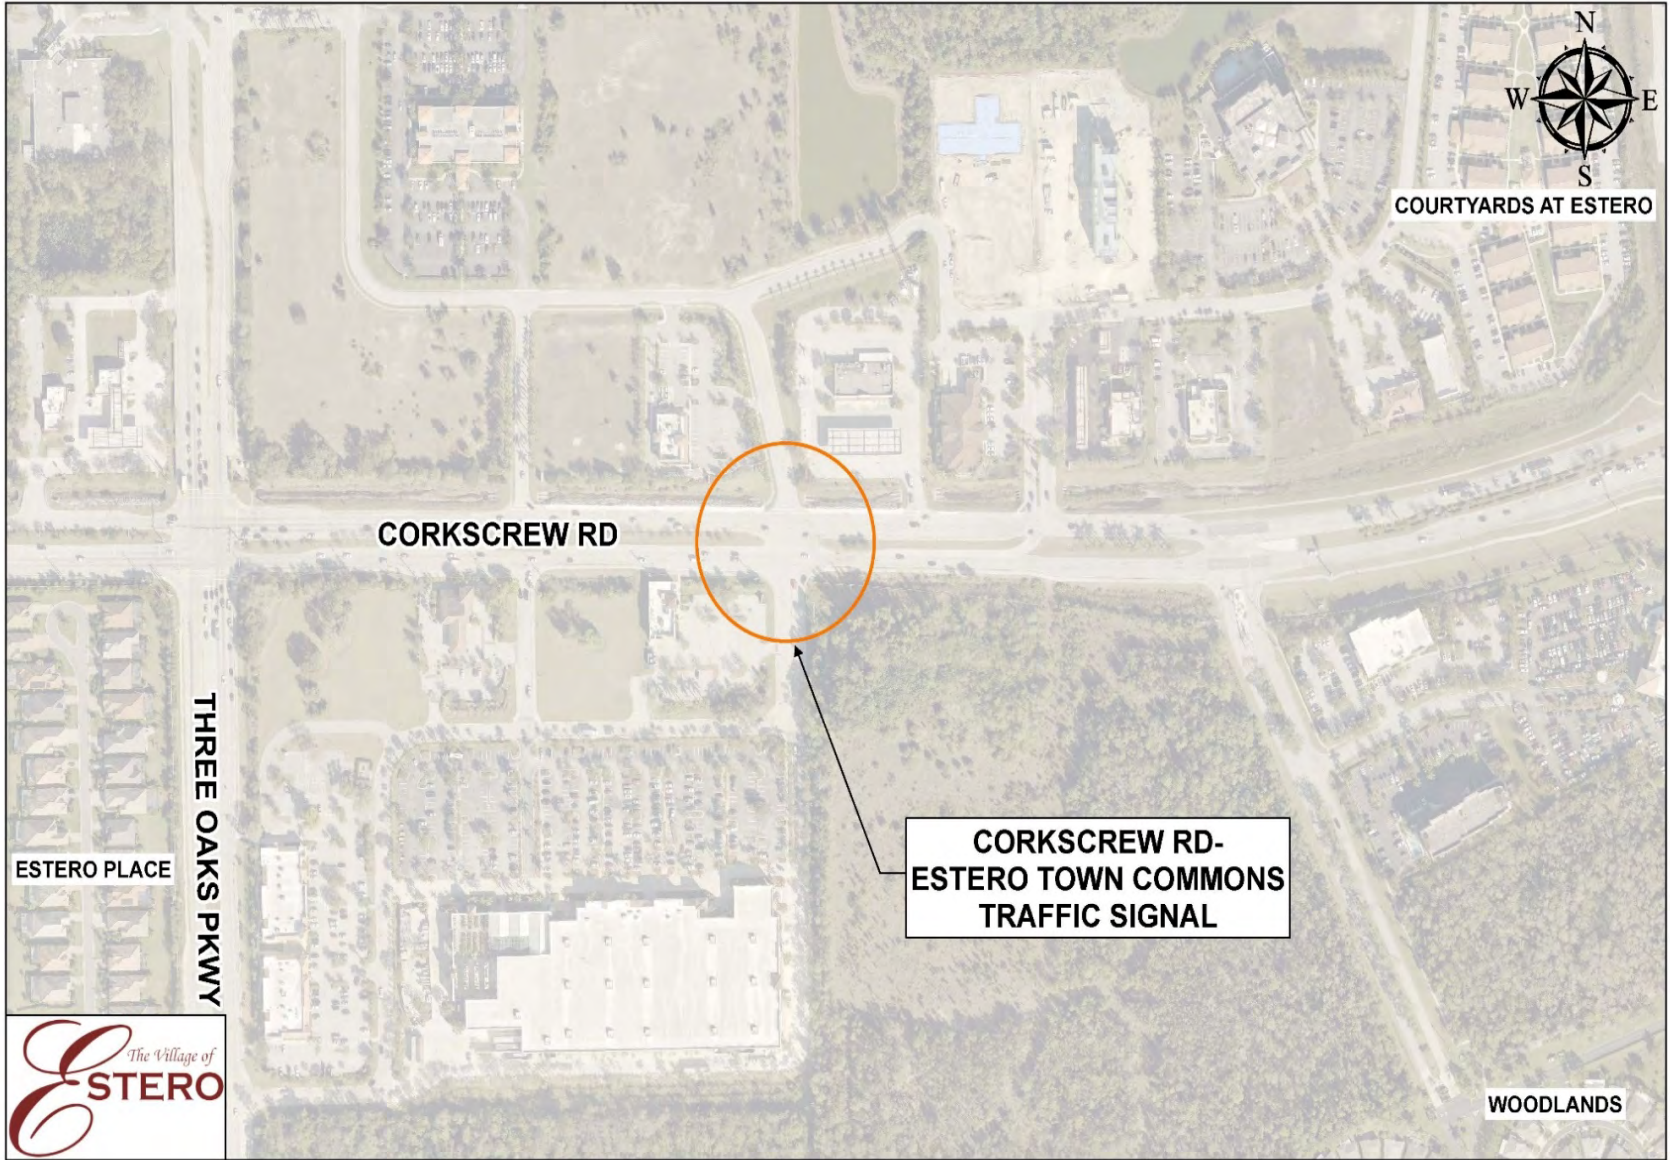 N
W
E
S
COURTYARDS AT ESTERO
CORKSCREW RD
THREE OAKS PKWY
ESTERO PLACE
CORKSCREW RD-
ESTERO TOWN COMMONS
TRAFFIC SIGNAL
The Village of
ESTERO
WOODLANDS